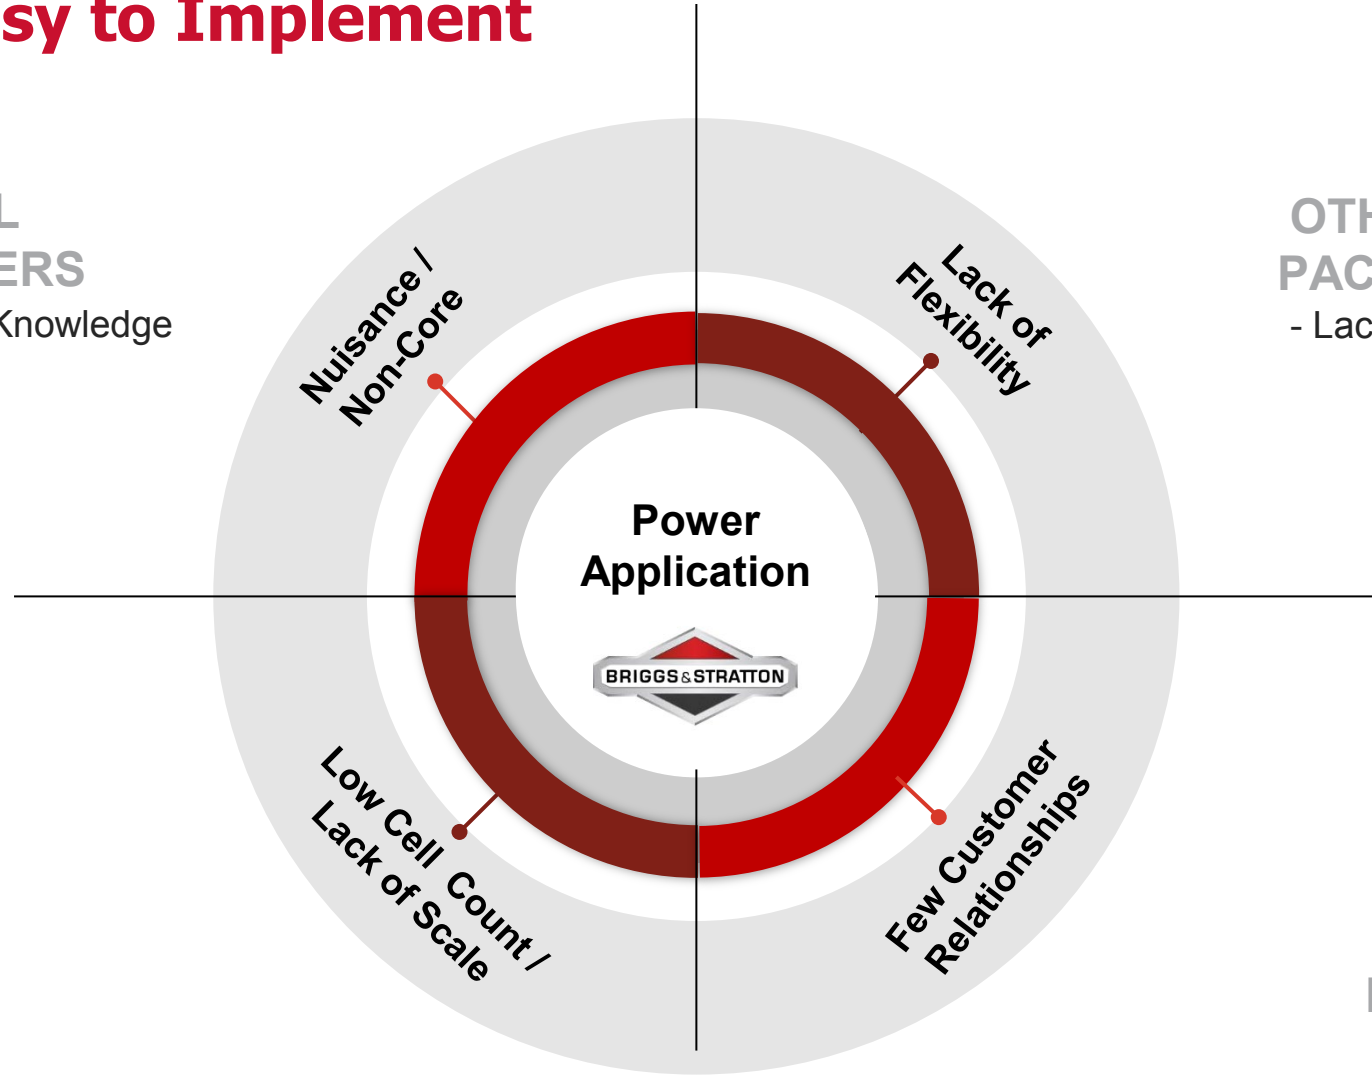 sy to Implement
L
ERS
Knowledge
OTH
PAC
- Lac
Nuisance /
Non-Core
Lack of
Flexibility
Power
Application
BRIGGS&STRATTON
Low Cell Count /
Lack of Scale
Few Customer
Relationships